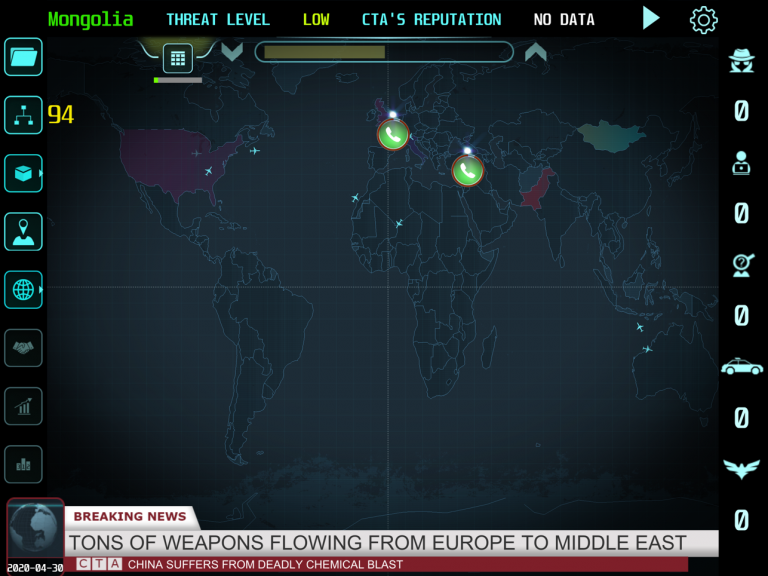 Mongolia THREAT LEVEL LOW CTA'S REPUTATION NO DATA
94
0
0
0
0
0
BREAKING NEWS
TONS OF WEAPONS FLOWING FROM EUROPE TO MIDDLE EAST
2020-04-30 CTA CHINA SUFFERS FROM DEADLY CHEMICAL BLAST